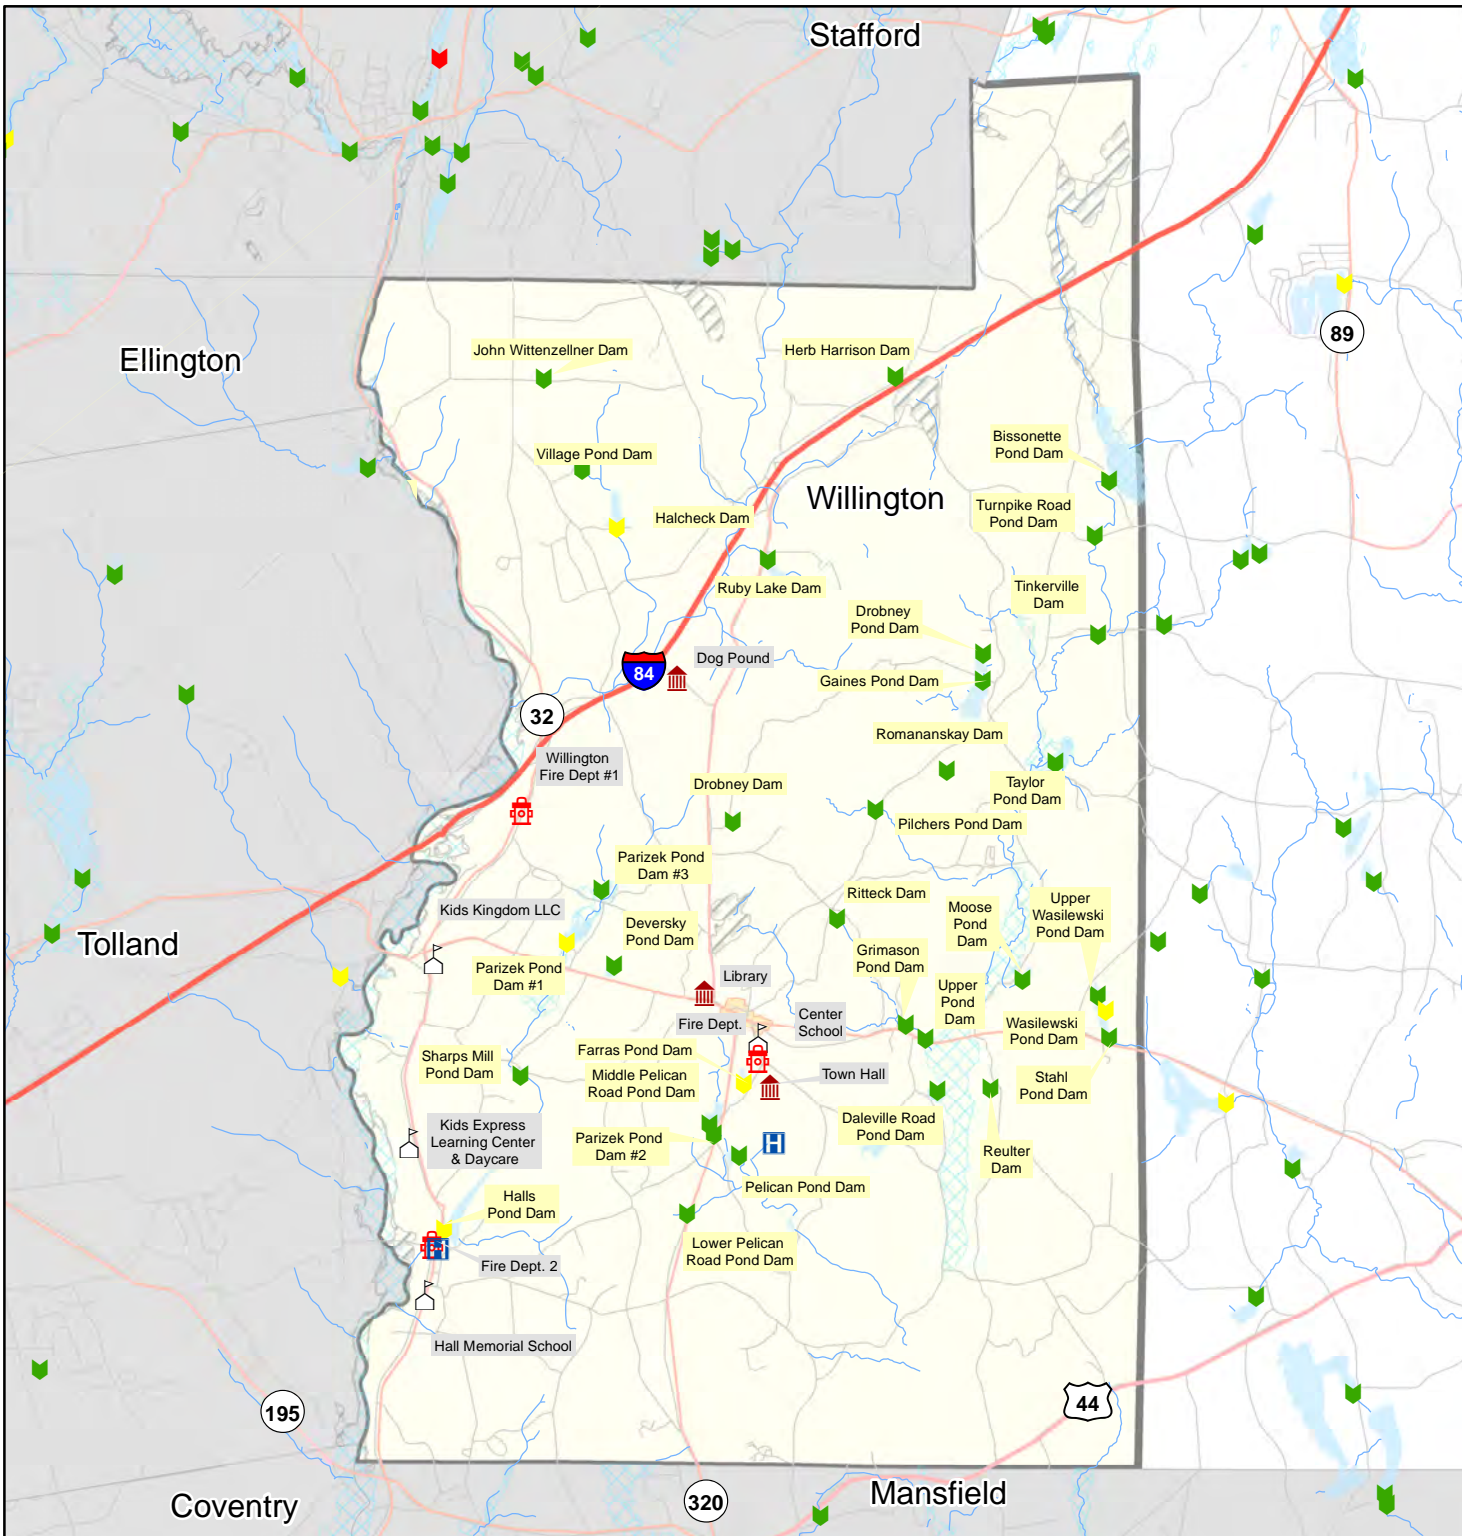 Stafford
Ellington
89
John Wittenzellner Dam
Herb Harrison Dam
Bissonette
Pond Dam
Village Pond Dam
Willington
Halcheck Dam
Turnpike Road
Pond Dam
Ruby Lake Dam
Tinkerville
Dam
Drobney
Pond Dam
Dog Pound
84
Gaines Pond Dam
32
Romananskay Dam
Willington
Fire Dept #1
Drobney Dam
Taylor
Pond Dam
Pilchers Pond Dam
Parizek Pond
Dam #3
Ritteck Dam
Upper
Wasilewski
Pond Dam
Moose
Pond
Dam
Kids Kingdom LLC
Deversky
Pond Dam
Tolland
Grimason
Pond Dam
Parizek Pond
Dam #1
Library
Upper
Pond
Dam
Center
School
Fire Dept.
Wasilewski
Pond Dam
Farras Pond Dam
Sharps Mill
Pond Dam
Middle Pelican
Road Pond Dam
Town Hall
Stahl
Pond Dam
Kids Express
Learning Center
& Daycare
Parizek Pond
Dam #2
H
Daleville Road
Pond Dam
Reulter
Dam
Pelican Pond Dam
Halls
Pond Dam
H
Fire Dept. 2
Lower Pelican
Road Pond Dam
Hall Memorial School
195
44
Coventry
320
Mansfield